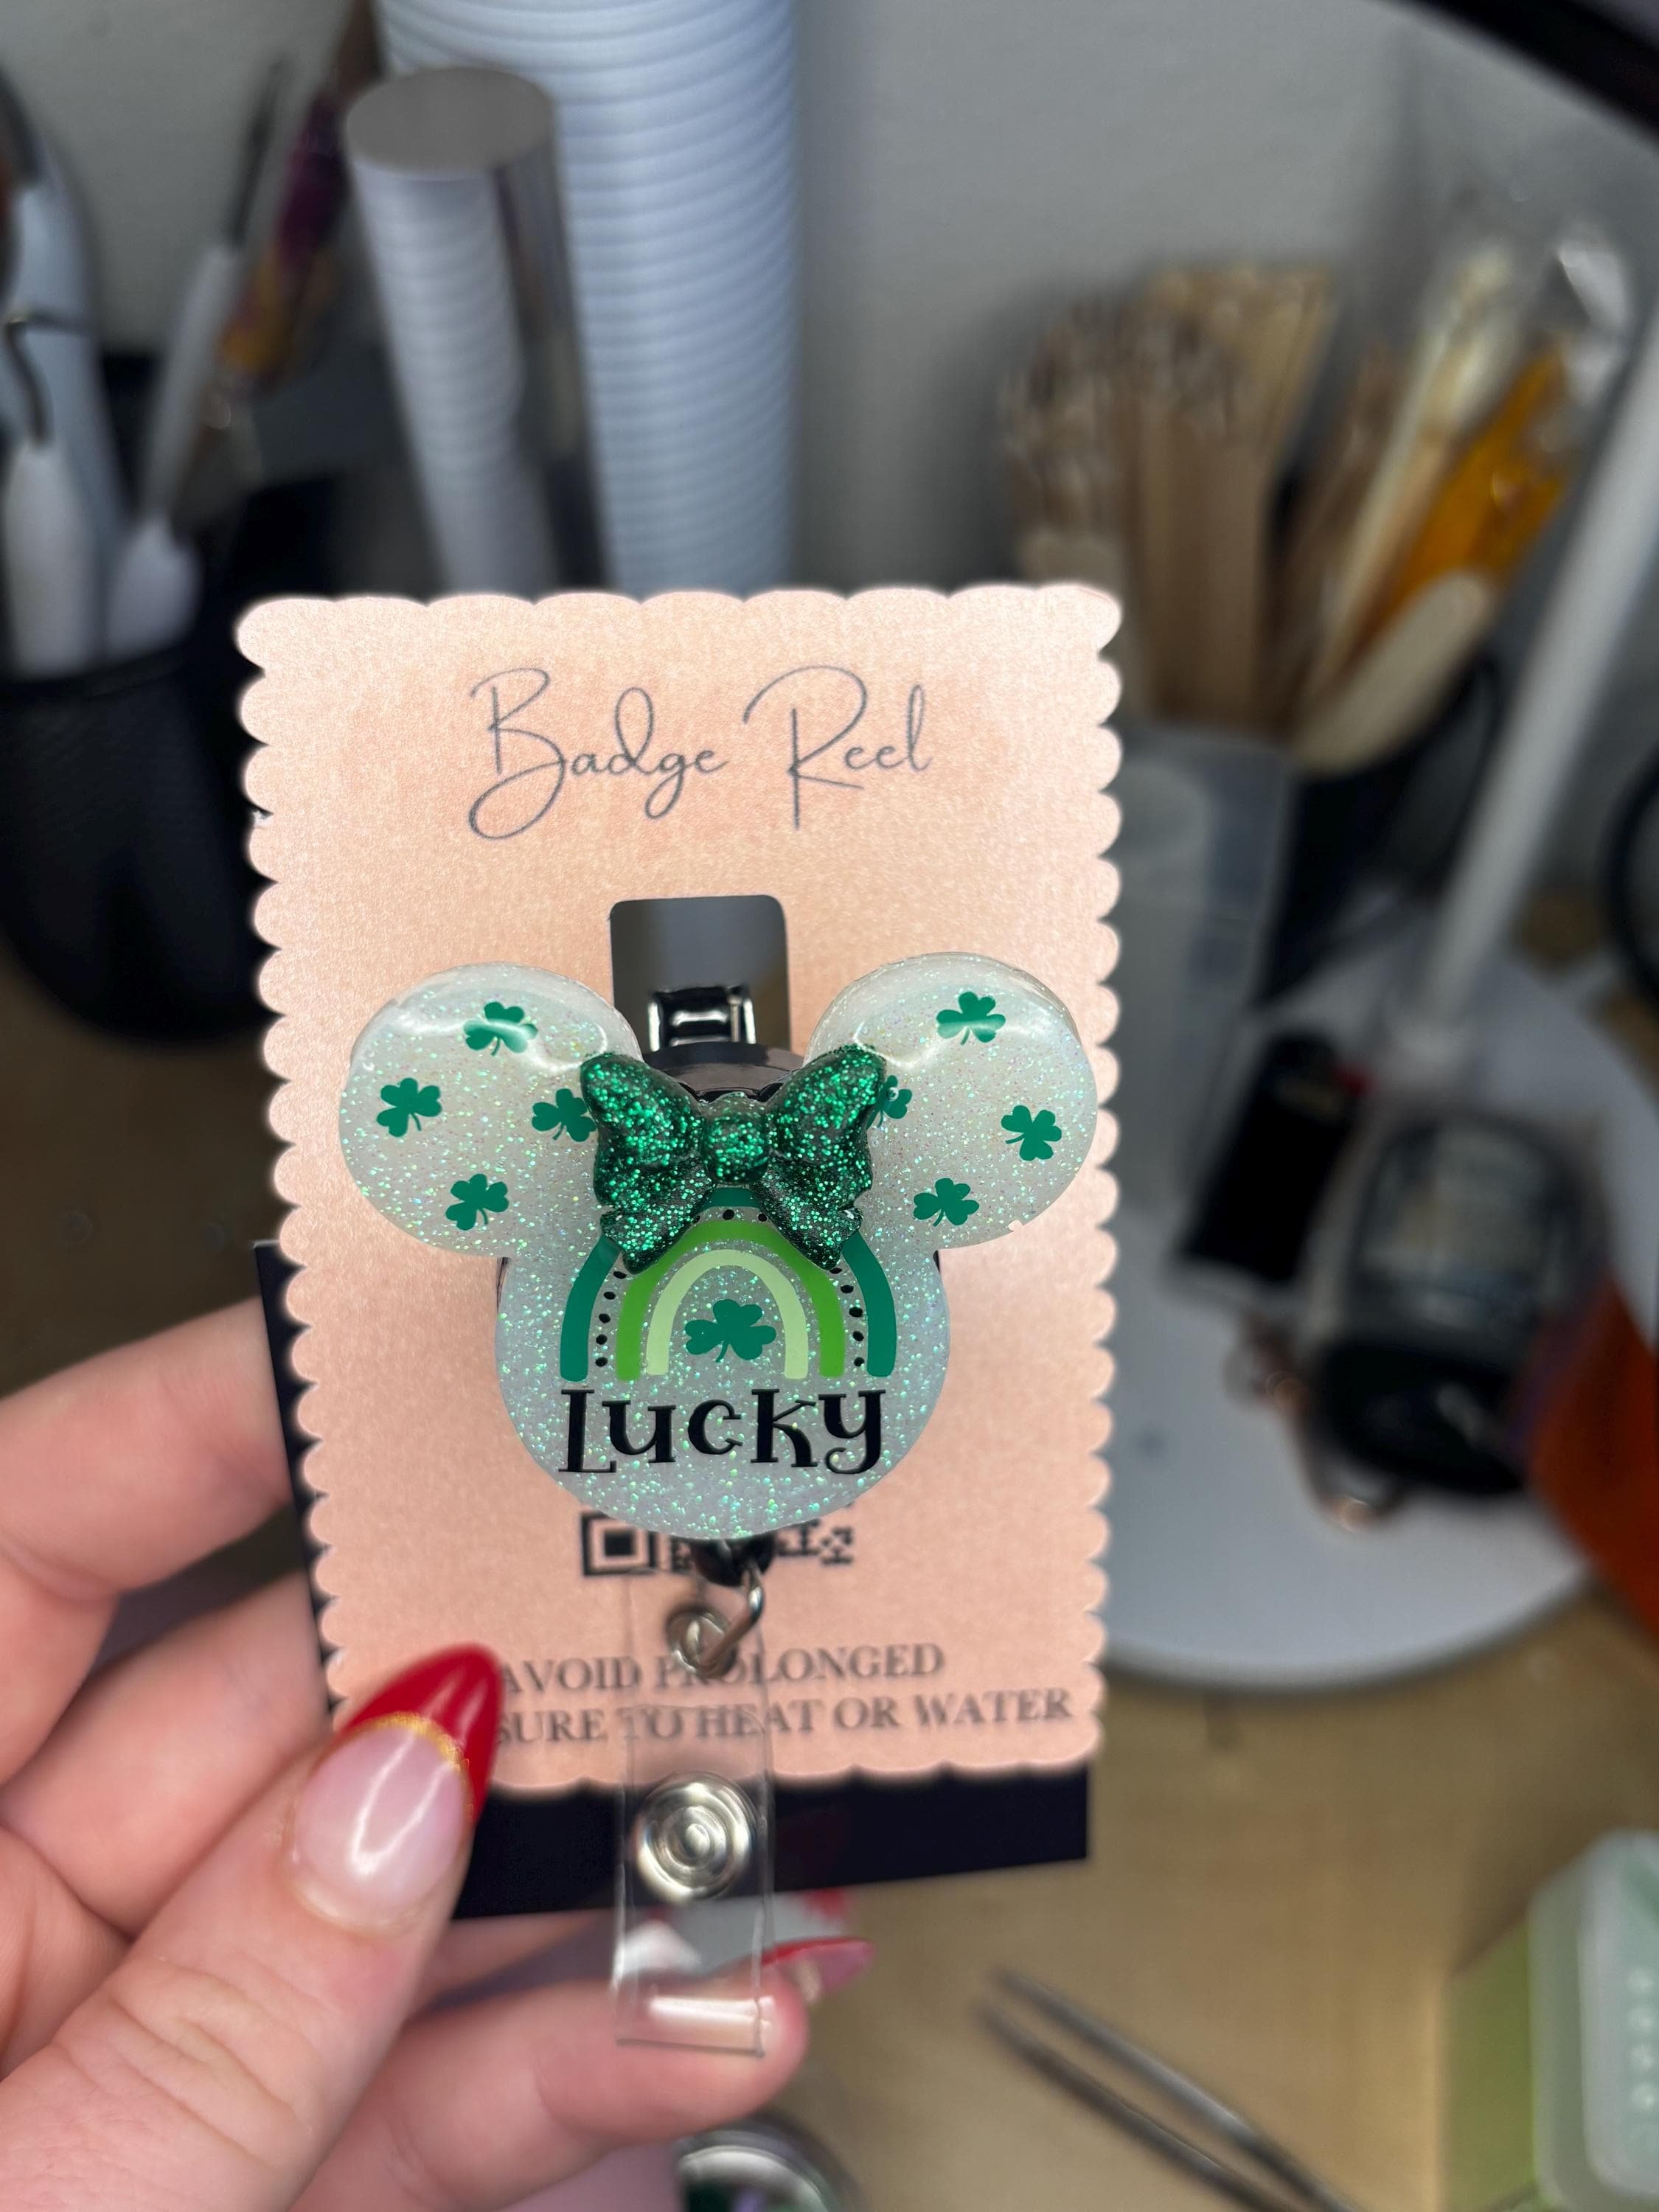 Badge Reel
Lucky
AVOID PROLONGED
SURE TO HEAT OR WATER